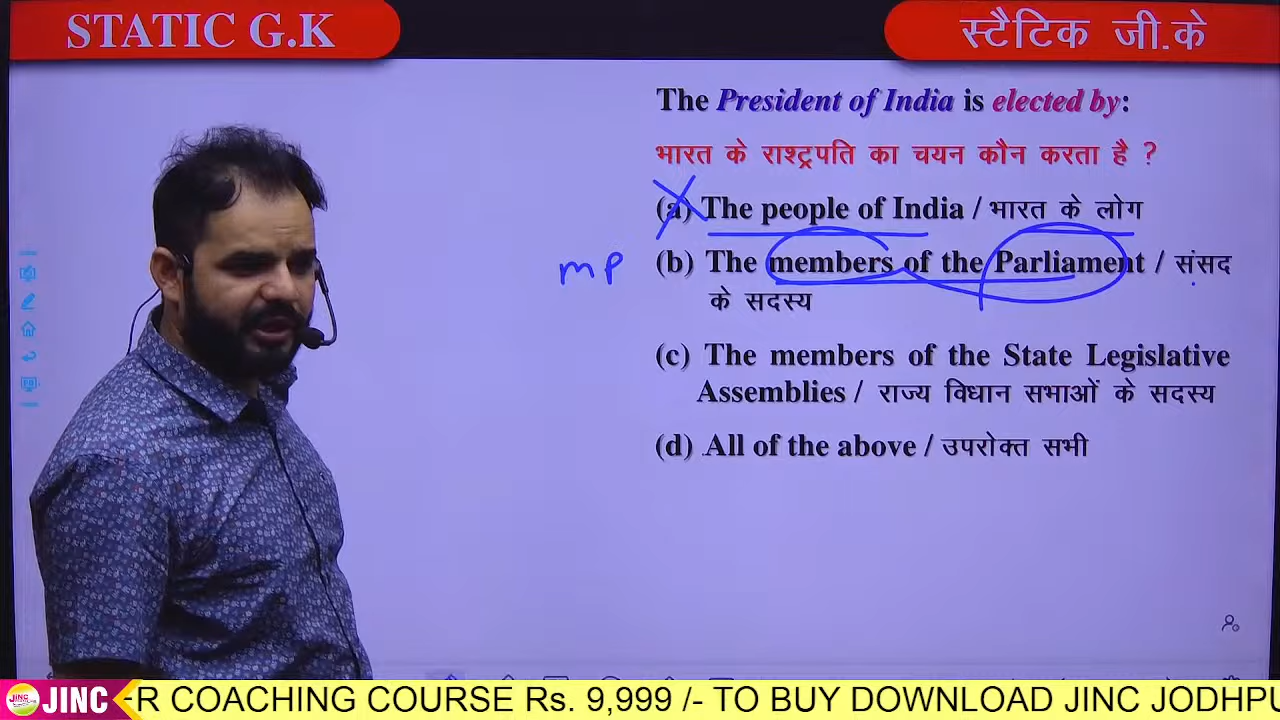 STATIC G.K
स्टैटिक जी.के
The President of India is elected by:
भारत के राश्ट्रपति का चयन कौन करता है ?
(a) The people of India / भारत के लोग
mP
(b) The members of the Parliament / संसद
के सदस्य
(c) The members of the State Legislative
Assemblies / राज्य विधान सभाओं के सदस्य
(d) All of the above / उपरोक्त सभी
JINC -R COACHING COURSE Rs. 9,999 /- TO BUY DOWNLOAD JINC JODHPU